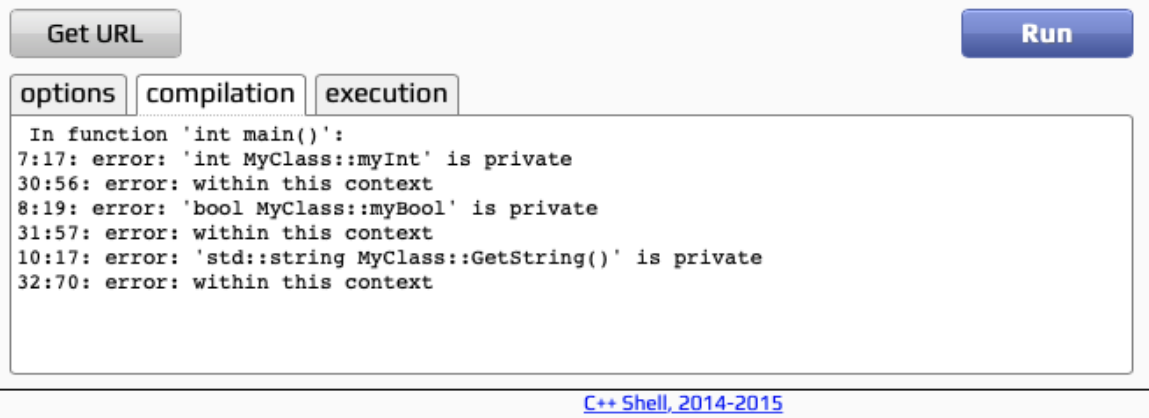 Get URL
Run
options
compilation
execution
In function 'int main()':
7:17: error: 'int MyClass::myInt' is private
30:56: error: within this context
8:19: error: 'bool MyClass::myBool' is private
31:57: error: within this context
10:17: error: 'std::string MyClass::GetString()' is private
32:70: error: within this context
C++ Shell, 2014-2015